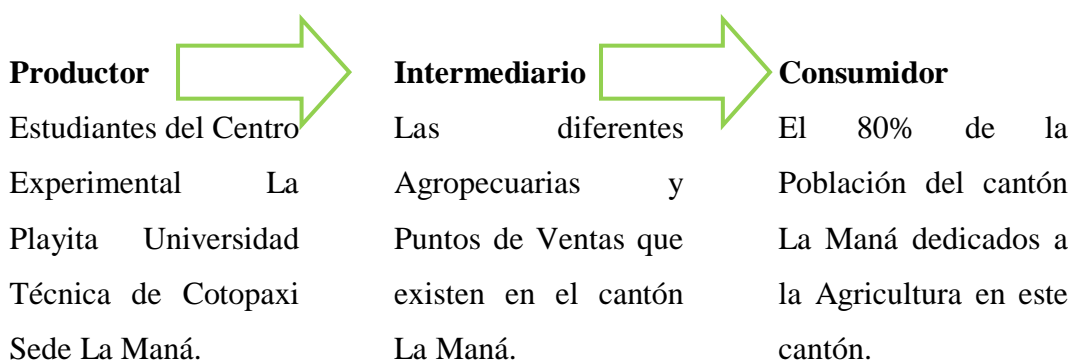 Productor
Estudiantes del Centro
Experimental La
Playita Universidad
Técnica de Cotopaxi
Sede La Maná.
Intermediario
Las diferentes
Agropecuarias y
Puntos de Ventas que
existen en el cantón
La Maná.
Consumidor
El 80% de la
Población del cantón
La Maná dedicados a
la Agricultura en este
cantón.